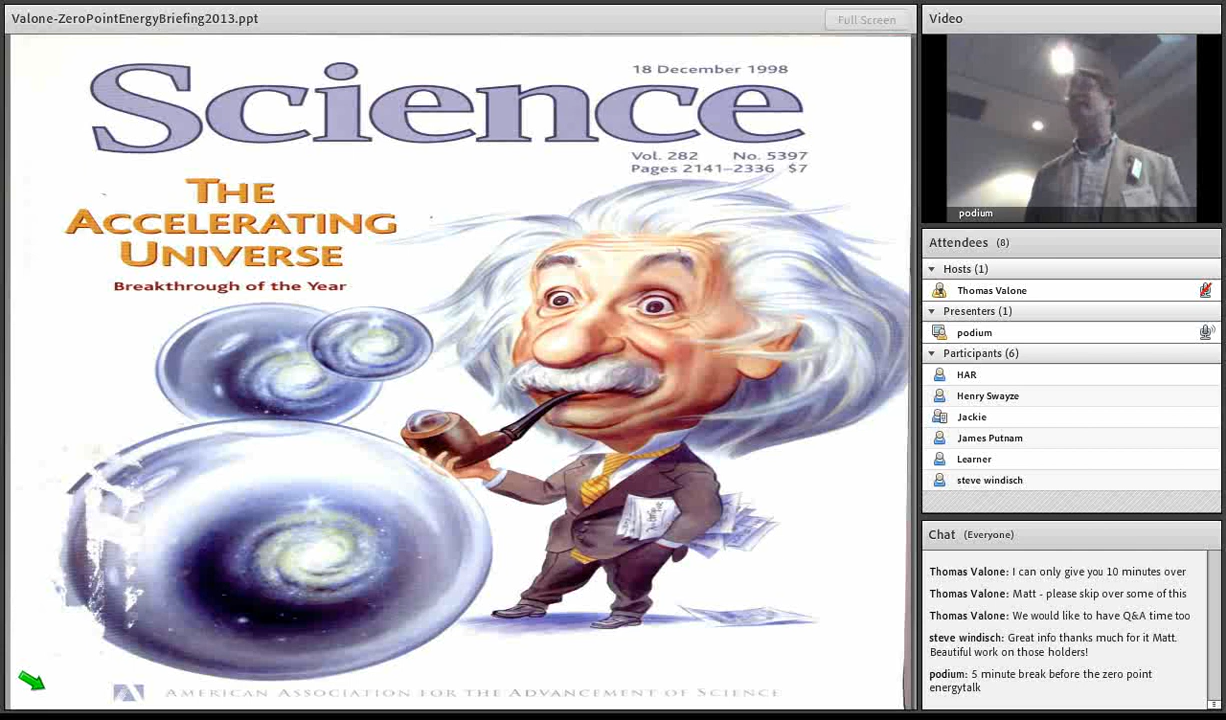 Valone-ZeroPointEnergyBriefing2013.ppt
Full Screen
Science
18 December 1998
Vol. 282 No. 5397
Pages 2141–2336 $7
THE
ACCELERATING
UNIVERSE
Breakthrough of the Year
AMERICAN ASSOCIATION FOR THE ADVANCEMENT OF SCIENCE
Video
podium
Attendees (8)
Hosts (1)
Thomas Valone
Presenters (1)
podium
Participants (6)
HAR
Henry Swayze
Jackie
James Putnam
Learner
steve windisch
Chat (Everyone)
Thomas Valone: I can only give you 10 minutes over
Thomas Valone: Matt - please skip over some of this
Thomas Valone: We would like to have Q&A time too
steve windisch: Great info thanks much for it Matt.
Beautiful work on those holders!
podium: 5 minute break before the zero point
energytalk